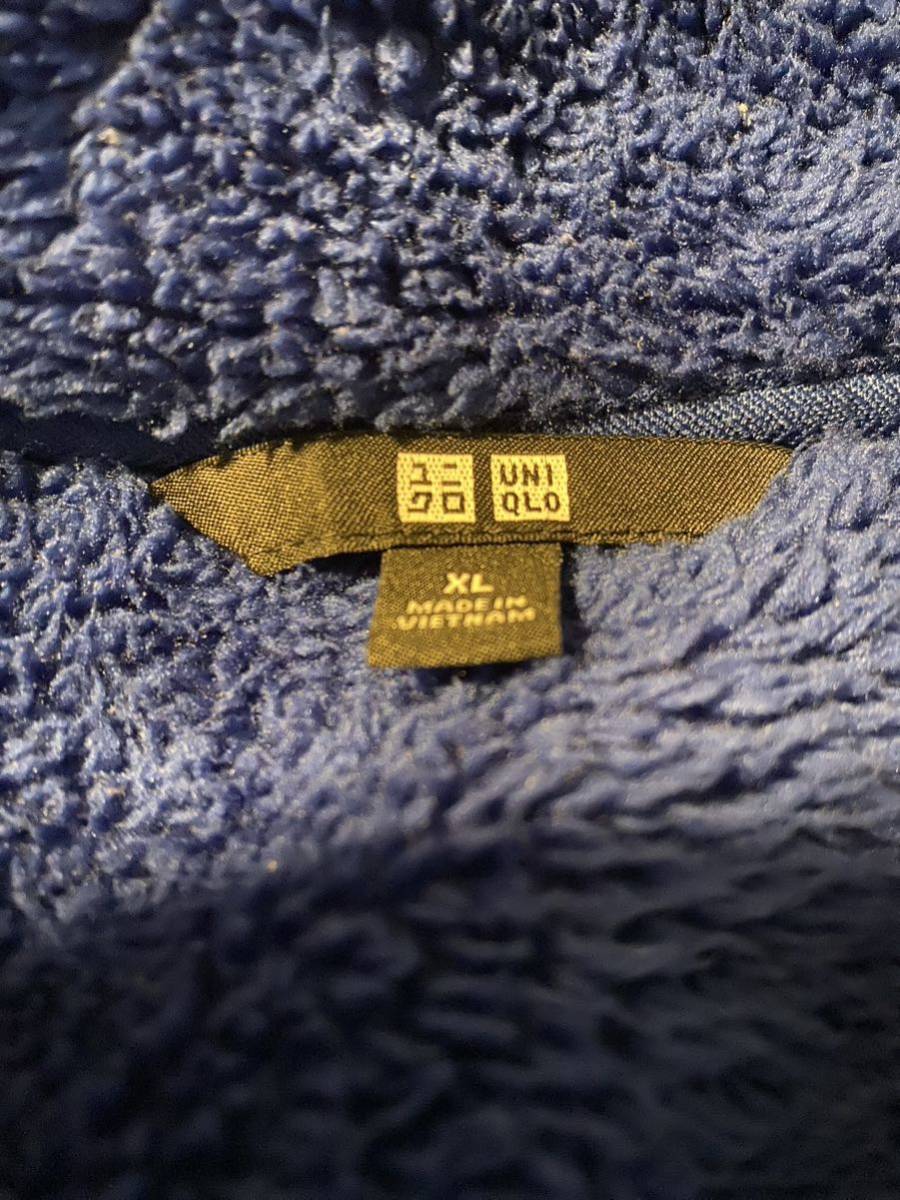 ユニ UNI
クロ QLO
XL
MADE IN
VIETNAM